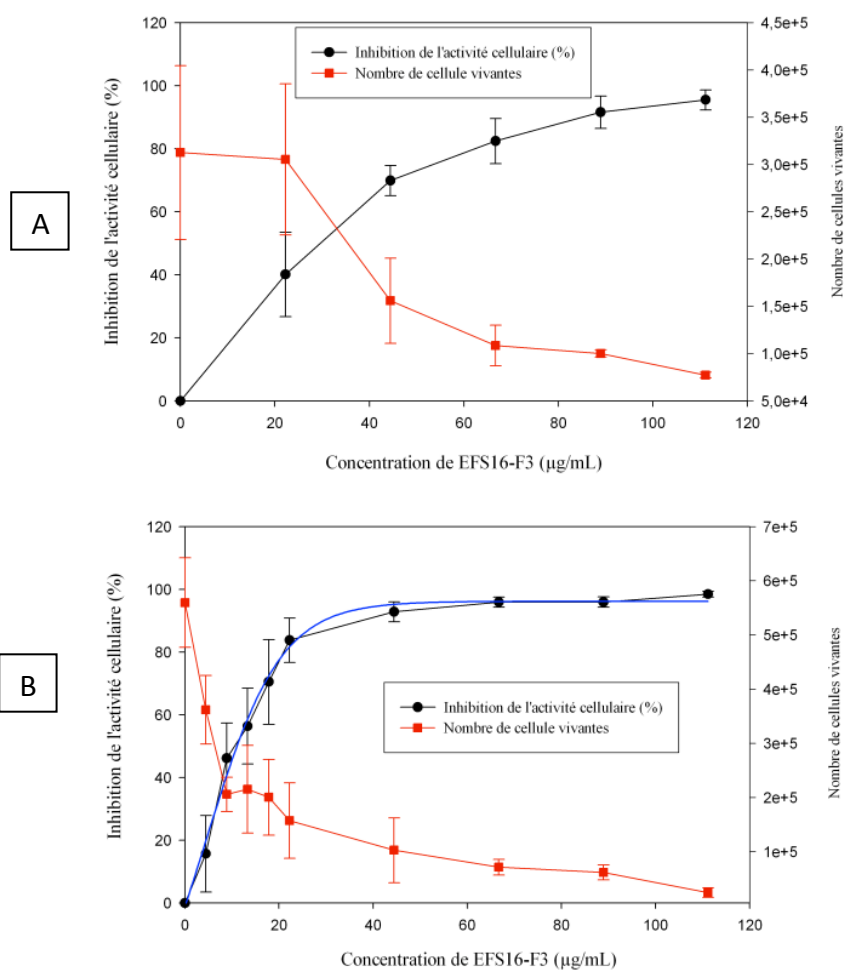 A
120
100
80
60
40
20
0
Inhibition de l'activité cellulaire (%)
Inhibition de l'activité cellulaire (%)
Nombre de cellule vivantes
4,5e+5
4,0e+5
3,5e+5
3,0e+5
2,5e+5
2,0e+5
1,5e+5
1,0e+5
5,0e+4
Nombre de cellules vivantes
0 20 40 60 80 100 120
Concentration de EFS16-F3 (µg/mL)
B
120
100
80
60
40
20
0
Inhibition de l'activité cellulaire (%)
Inhibition de l'activité cellulaire (%)
Nombre de cellule vivantes
7e+5
6e+5
5e+5
4e+5
3e+5
2e+5
1e+5
Nombre de cellules vivantes
0 20 40 60 80 100 120
Concentration de EFS16-F3 (µg/mL)